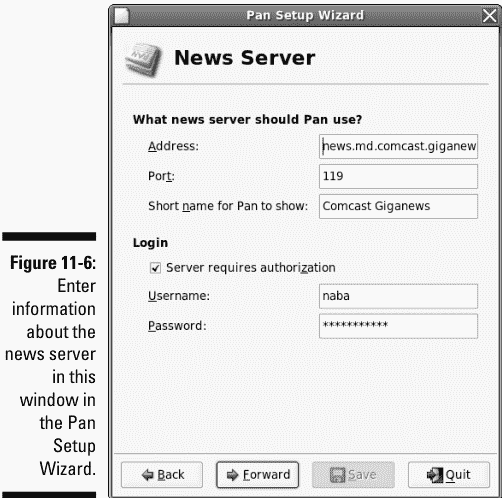 Pan Setup Wizard
News Server
What news server should Pan use?
Address: news.md.comcast.giganew
Port: 119
Short name for Pan to show: Comcast Giganews
Login
Server requires authorization
Username: naba
Password: ***********
Back Forward Save Quit
Figure 11-6:
Enter
information
about the
news server
in this
window in
the Pan
Setup
Wizard.